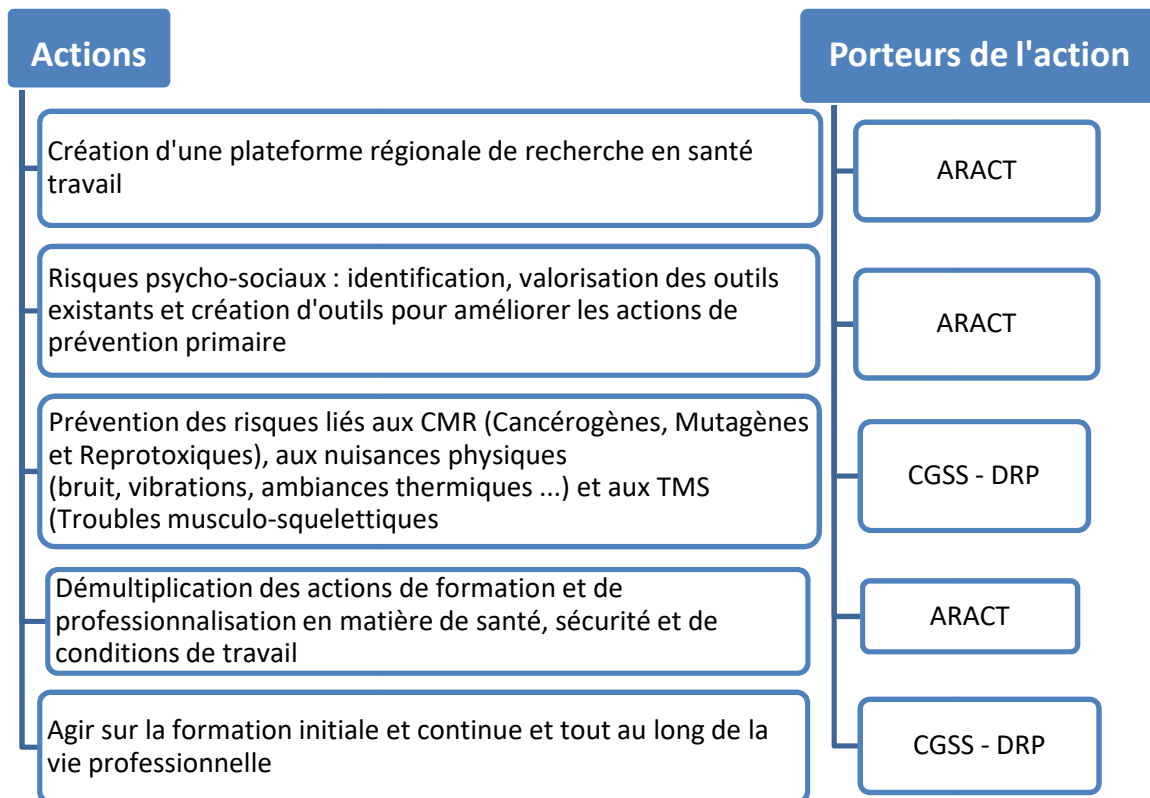 Actions
Porteurs de l'action
Création d'une plateforme régionale de recherche en santé
travail
ARACT
Risques psycho-sociaux : identification, valorisation des outils
existants et création d'outils pour améliorer les actions de
prévention primaire
ARACT
Prévention des risques liés aux CMR (Cancérogènes, Mutagènes
et Reprotoxiques), aux nuisances physiques
(bruit, vibrations, ambiances thermiques ...) et aux TMS
(Troubles musculo-squelettiques
CGSS - DRP
Démultiplication des actions de formation et de
professionnalisation en matière de santé, sécurité et de
conditions de travail
ARACT
Agir sur la formation initiale et continue et tout au long de la
vie professionnelle
CGSS - DRP